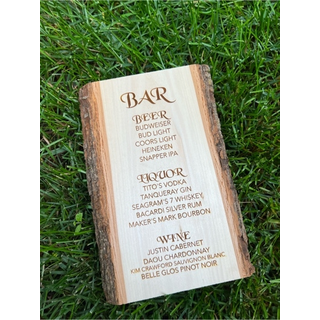 BAR
BEER
BUDWEISER
BUD LIGHT
COORS LIGHT
HEINEKEN
SNAPPER IPA
LIQUOR
TITO'S VODKA
TANQUERAY GIN
SEAGRAM'S 7 WHISKEY
BACARDI SILVER RUM
MAKER'S MARK BOURBON
WINE
JUSTIN CABERNET
DAOU CHARDONNAY
KIM CRAWFORD SAUVIGNON BLANC
BELLE GLOS PINOT NOIR